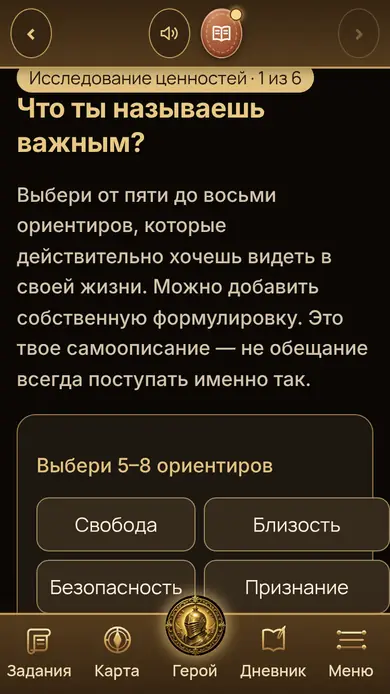 Исследование ценностей · 1 из 6
Что ты называешь
важным?
Выбери от пяти до восьми
ориентиров, которые
действительно хочешь видеть в
своей жизни. Можно добавить
собственную формулировку. Это
твое самоописание — не обещание
всегда поступать именно так.
Выбери 5–8 ориентиров
Свобода
Близость
Безопасность
Признание
Задания
Карта
Герой
Дневник
Меню